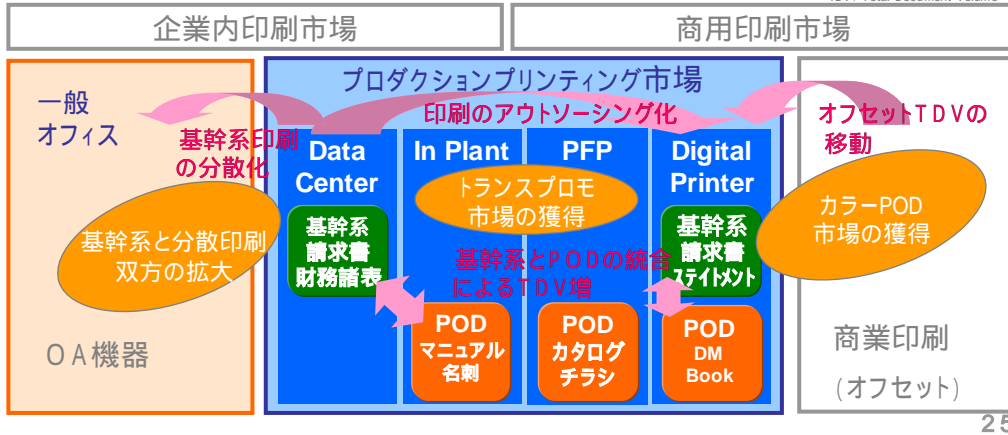 企業内印刷市場
商用印刷市場
プロダクションプリンティング市場
一般
オフィス
基幹系印刷
の分散化
印刷のアウトソーシング化
オフセットTDVの
移動
Data
Center
In Plant
PFP
Digital
Printer
トランスプロモ
市場の獲得
カラーPOD
市場の獲得
基幹系と分散印刷
双方の拡大
基幹系
請求書
財務諸表
基幹系
請求書
ステイトメント
基幹系とPODの統合
によるTDV増
POD
マニュアル
名刺
POD
カタログ
チラシ
POD
DM
Book
OA機器
商業印刷
(オフセット)
25